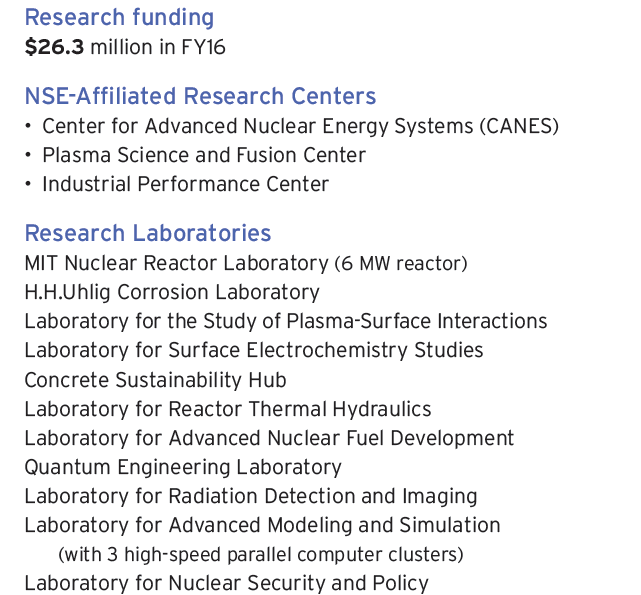 Research funding
$26.3 million in FY16
NSE-Affiliated Research Centers
• Center for Advanced Nuclear Energy Systems (CANES)
• Plasma Science and Fusion Center
• Industrial Performance Center
Research Laboratories
MIT Nuclear Reactor Laboratory (6 MW reactor)
H.H.Uhlig Corrosion Laboratory
Laboratory for the Study of Plasma-Surface Interactions
Laboratory for Surface Electrochemistry Studies
Concrete Sustainability Hub
Laboratory for Reactor Thermal Hydraulics
Laboratory for Advanced Nuclear Fuel Development
Quantum Engineering Laboratory
Laboratory for Radiation Detection and Imaging
Laboratory for Advanced Modeling and Simulation
(with 3 high-speed parallel computer clusters)
Laboratory for Nuclear Security and Policy